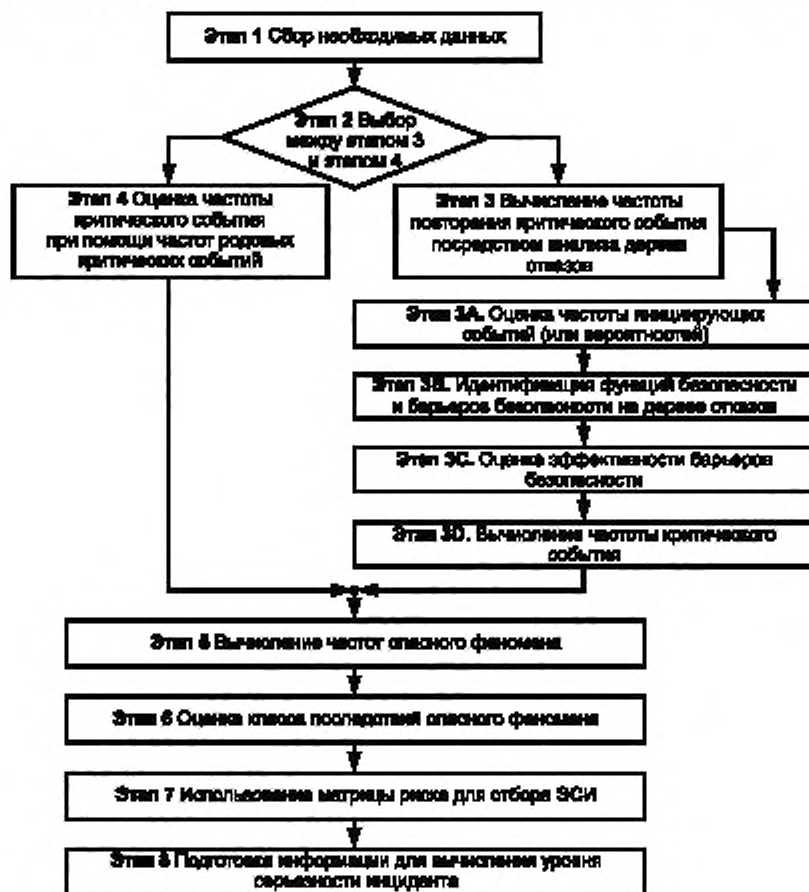 Этап 1 Сбор необходимых данных
Этап 2 Выбор
между этапом 3
и этапом 4
Этап 4 Оценка частоты
критического события
при помощи частот родовых
критических событий
Этап 3 Вычисление частоты
повторения критического события
посредством анализа дерева
отказов
Этап 3А. Оценка частоты инициирующих
событий (или вероятностей)
Этап 3В. Идентификация функций безопасности
и барьеров безопасности на дереве отказов
Этап 3С. Оценка эффективности барьеров
безопасности
Этап 3D. Вычисление частоты критического
события
Этап 5 Вычисление частот опасного феномена
Этап 6 Оценка класса последствий опасного феномена
Этап 7 Использование матрицы риска для отбора ЭСИ
Этап 8 Подготовка информации для вычисления уровня
серьезности инцидента